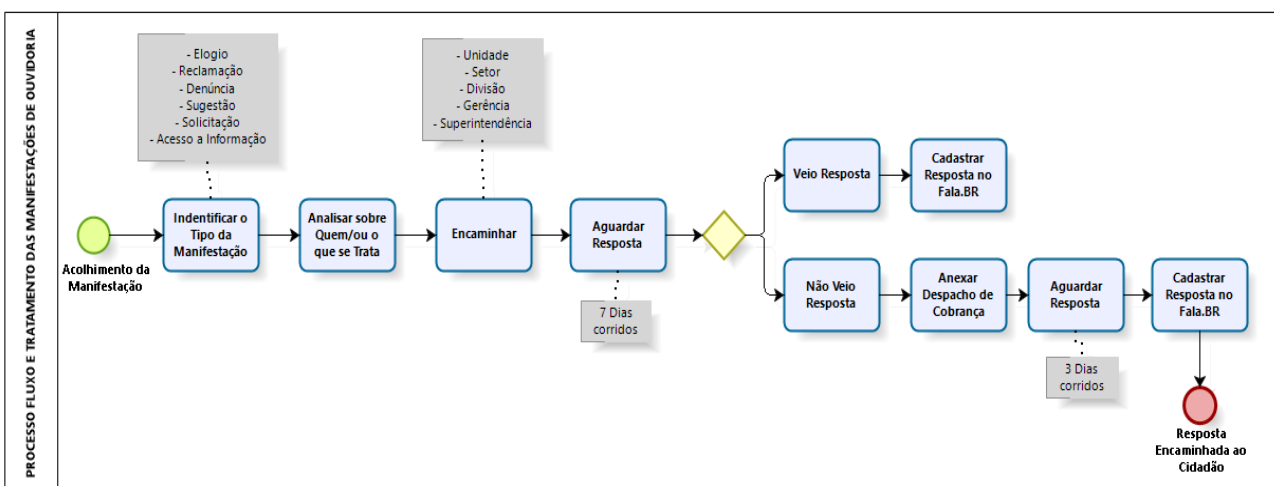 PROCESSO FLUXO E TRATAMENTO DAS MANIFESTAÇÕES DE OUVIDORIA
- Elogio
- Reclamação
- Denúncia
- Sugestão
- Solicitação
- Acesso a Informação
- Unidade
- Setor
- Divisão
- Gerência
- Superintendência
Acolhimento da
Manifestação
Indentificar o
Tipo da
Manifestação
Analisar sobre
Quem/ou o
que se Trata
Encaminhar
Aguardar
Resposta
7 Dias
corridos
Veio Resposta
Cadastrar
Resposta no
Fala.BR
Não Veio
Resposta
Anexar
Despacho de
Cobrança
Aguardar
Resposta
3 Dias
corridos
Cadastrar
Resposta no
Fala.BR
Resposta
Encaminhada ao
Cidadão